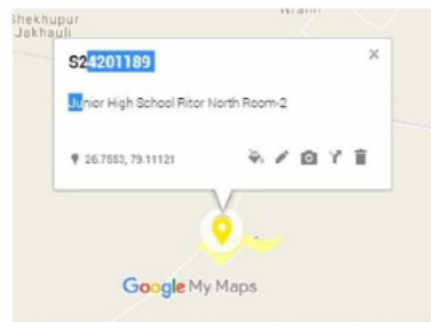 Shekhupur
Jakhauli
S24201189
×
Junior High School Ritor North Room-2
26.7553, 79.11121
Google My Maps